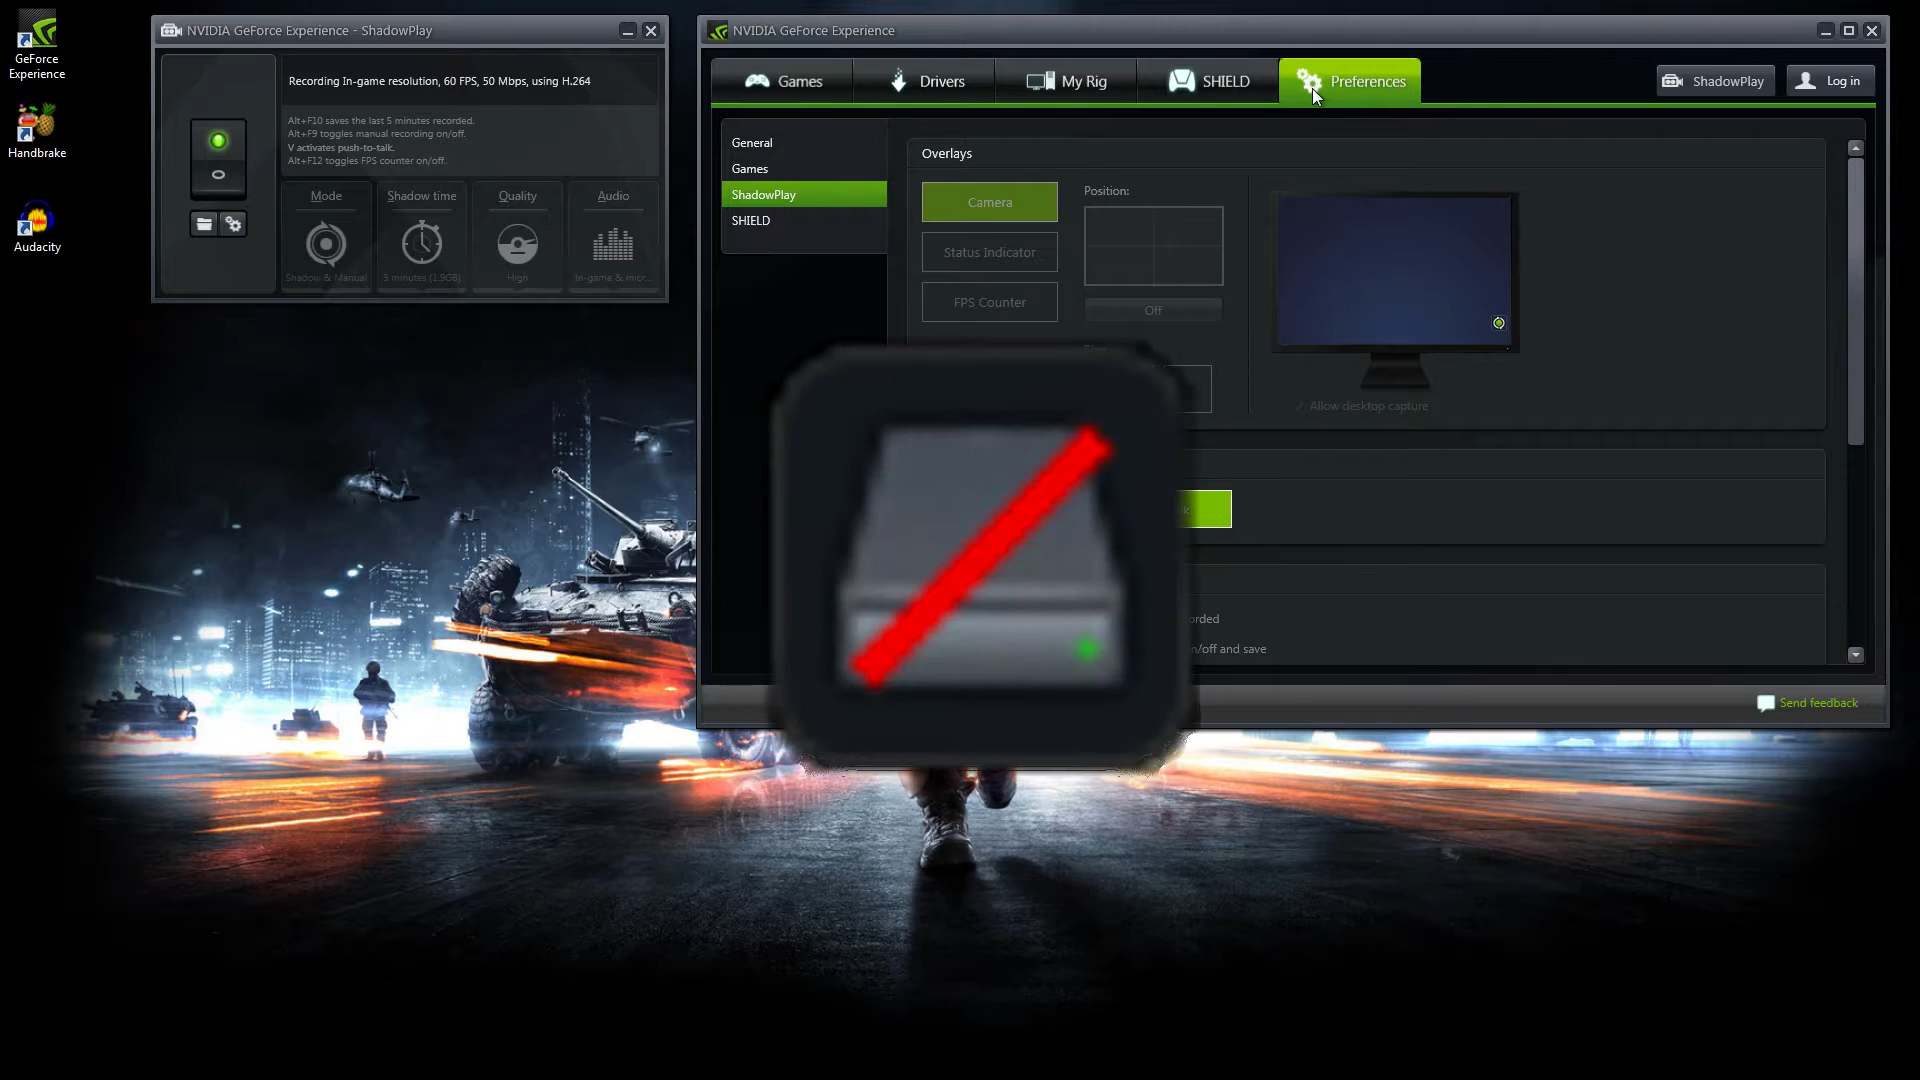 GeForce
Experience
Handbrake
Audacity
NVIDIA GeForce Experience - ShadowPlay
Recording In-game resolution, 60 FPS, 50 Mbps, using H.264
Alt+F10 saves the last 5 minutes recorded.
Alt+F9 toggles manual recording on/off.
V activates push-to-talk.
Alt+F12 toggles FPS counter on/off.
Mode
Shadow time
Quality
Audio
Shadow & Manual
5 minutes (1.9GB)
High
In-game & micr...
NVIDIA GeForce Experience
Games
Drivers
My Rig
SHIELD
Preferences
ShadowPlay
Log in
General
Games
ShadowPlay
SHIELD
Overlays
Camera
Status Indicator
FPS Counter
Position:
Off
✓ Allow desktop capture
n/off and save
Send feedback